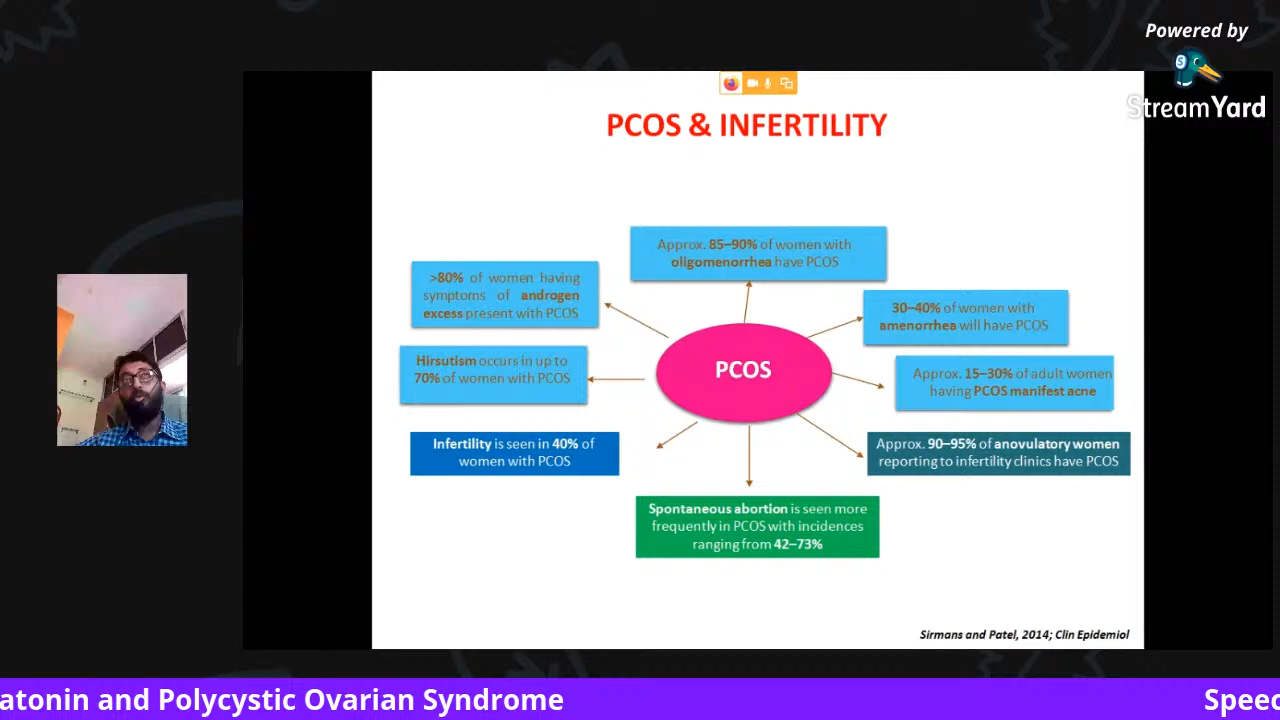 Powered by
StreamYard
PCOS & INFERTILITY
Approx. 85–90% of women with
oligomenorrhea have PCOS
>80% of women having
symptoms of androgen
excess present with PCOS
30–40% of women with
amenorrhea will have PCOS
Hirsutism occurs in up to
70% of women with PCOS
PCOS
Approx. 15–30% of adult women
having PCOS manifest acne
Infertility is seen in 40% of
women with PCOS
Approx. 90–95% of anovulatory women
reporting to infertility clinics have PCOS
Spontaneous abortion is seen more
frequently in PCOS with incidences
ranging from 42–73%
Sirmans and Patel, 2014; Clin Epidemiol
atonin and Polycystic Ovarian Syndrome
Speec